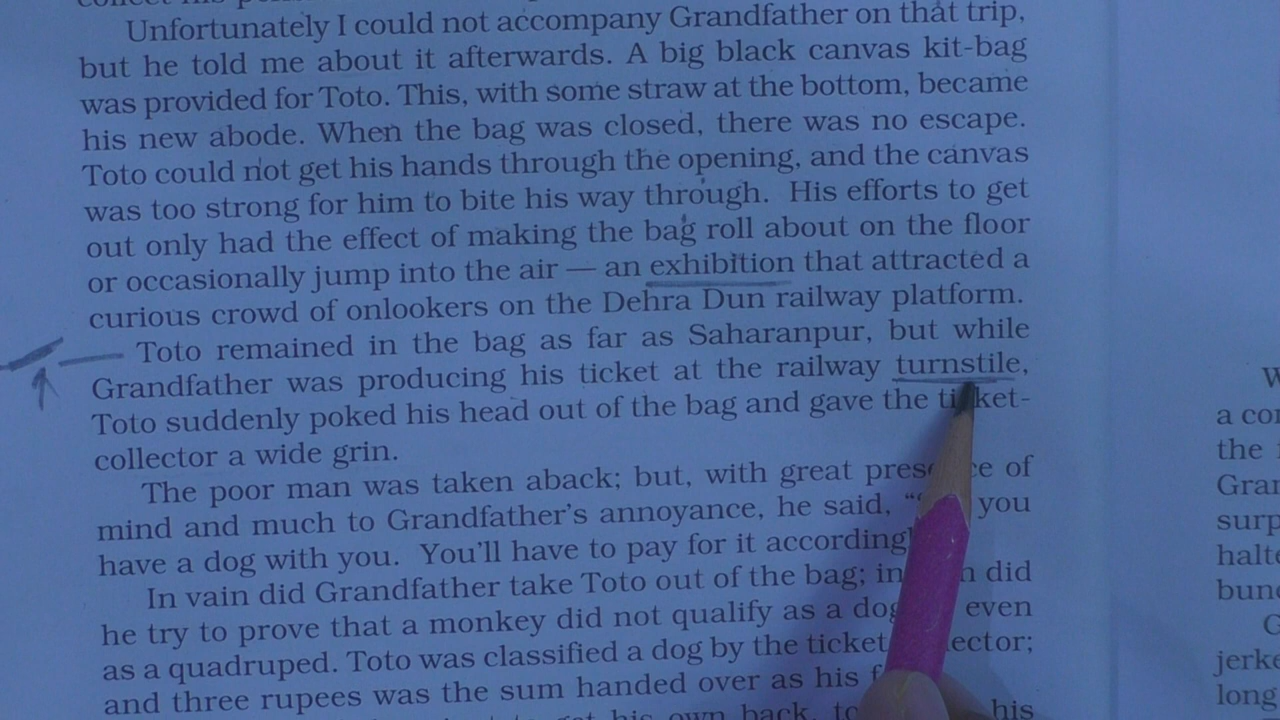 Unfortunately I could not accompany Grandfather on that trip,
but he told me about it afterwards. A big black canvas kit-bag
was provided for Toto. This, with some straw at the bottom, became
his new abode. When the bag was closed, there was no escape.
Toto could not get his hands through the opening, and the canvas
was too strong for him to bite his way through. His efforts to get
out only had the effect of making the bag roll about on the floor
or occasionally jump into the air — an exhibition that attracted a
curious crowd of onlookers on the Dehra Dun railway platform.
Toto remained in the bag as far as Saharanpur, but while
Grandfather was producing his ticket at the railway turnstile,
Toto suddenly poked his head out of the bag and gave the ticket-
collector a wide grin.
The poor man was taken aback; but, with great presence of
mind and much to Grandfather's annoyance, he said, you
have a dog with you. You'll have to pay for it accordingly
In vain did Grandfather take Toto out of the bag; in did
he try to prove that a monkey did not qualify as a dog even
as a quadruped. Toto was classified a dog by the ticket
and three rupees was the sum handed over as his
his own back, his
a
the